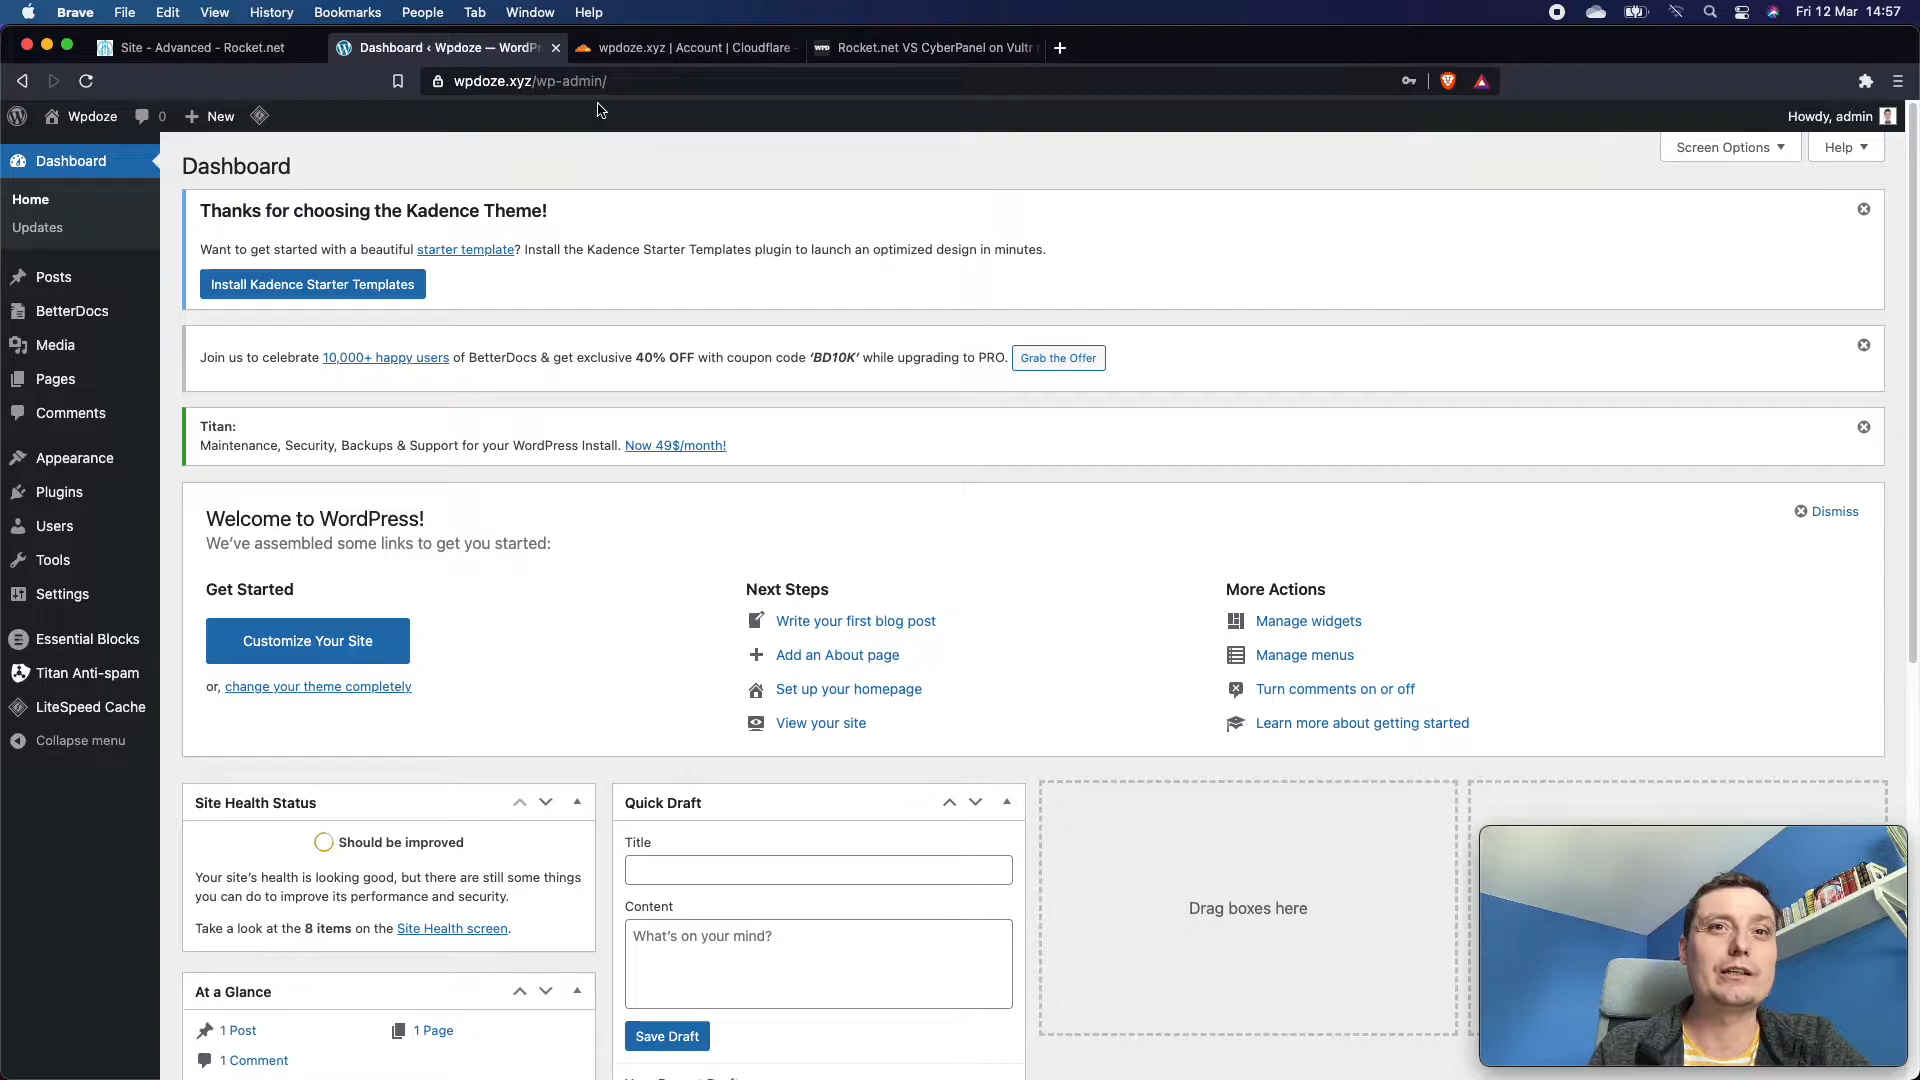 Brave File Edit View History Bookmarks People Tab Window Help Fri 12 Mar 14:57
Site - Advanced - Rocket.net Dashboard ‹ Wpdoze — WordPr wpdoze.xyz | Account | Cloudflare WPD Rocket.net VS CyberPanel on Vultr
wpdoze.xyz/wp-admin/
Wpdoze 0 New Howdy, admin
Screen Options Help
Dashboard
Home
Updates
Posts
BetterDocs
Media
Pages
Comments
Appearance
Plugins
Users
Tools
Settings
Essential Blocks
Titan Anti-spam
LiteSpeed Cache
Collapse menu
Dashboard
Thanks for choosing the Kadence Theme!
Want to get started with a beautiful starter template? Install the Kadence Starter Templates plugin to launch an optimized design in minutes.
Install Kadence Starter Templates
Join us to celebrate 10,000+ happy users of BetterDocs & get exclusive 40% OFF with coupon code 'BD10K' while upgrading to PRO. Grab the Offer
Titan:
Maintenance, Security, Backups & Support for your WordPress Install. Now 49$/month!
Welcome to WordPress!
Dismiss
We've assembled some links to get you started:
Get Started
Customize Your Site
or, change your theme completely
Next Steps
Write your first blog post
Add an About page
Set up your homepage
View your site
More Actions
Manage widgets
Manage menus
Turn comments on or off
Learn more about getting started
Site Health Status
Should be improved
Your site's health is looking good, but there are still some things
you can do to improve its performance and security.
Take a look at the 8 items on the Site Health screen.
At a Glance
1 Post 1 Page
1 Comment
Quick Draft
Title
Content
What's on your mind?
Save Draft
Drag boxes here